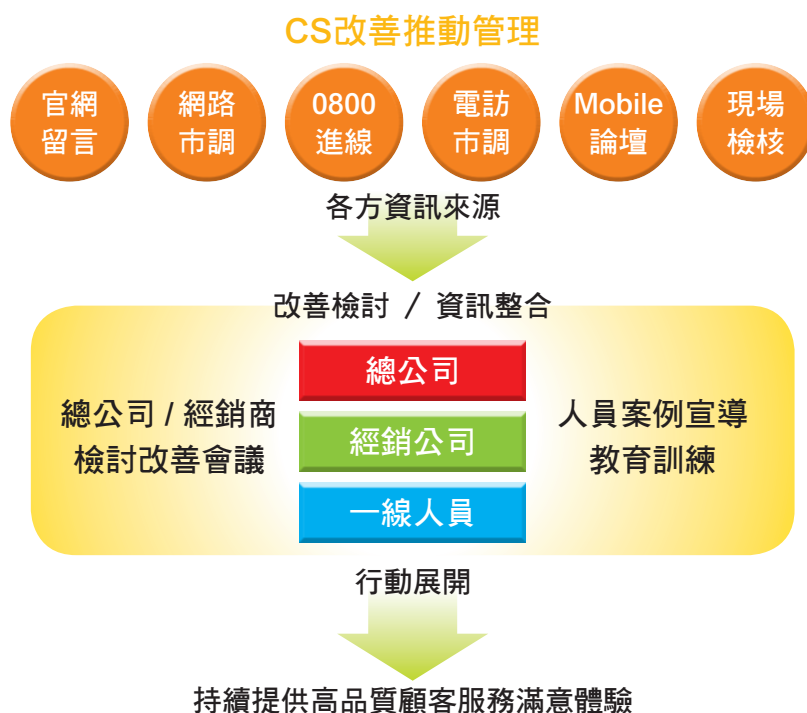 CS改善推動管理
官網
留言
網路
市調
0800
進線
電訪
市調
Mobile
論壇
現場
檢核
各方資訊來源
改善檢討 / 資訊整合
總公司 / 經銷商
檢討改善會議
總公司
經銷公司
一線人員
人員案例宣導
教育訓練
行動展開
持續提供高品質顧客服務滿意體驗